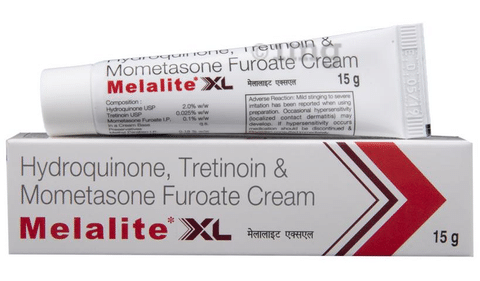 Hydroquinone, Tretinoin &
Mometasone Furoate Cream
Melalite* XL
मेलालाइट एक्सएल
15 g
Composition :
Hydroquinone USP 2.0% w/w
Tretinoin USP 0.025% w/w
Mometasone Furoate I.P. 0.1% w/w
In a Cream Base
Adverse Reaction: Mild stinging to severe
irritation has been reported when using
preparation. Occasional hypersensitivity
(localized contact dermatitis) may
develop. If hypersensitivity occurs
medication should be discontinued &
Hydroquinone, Tretinoin &
Mometasone Furoate Cream
Melalite* XL
मेलालाइट एक्सएल
15 g